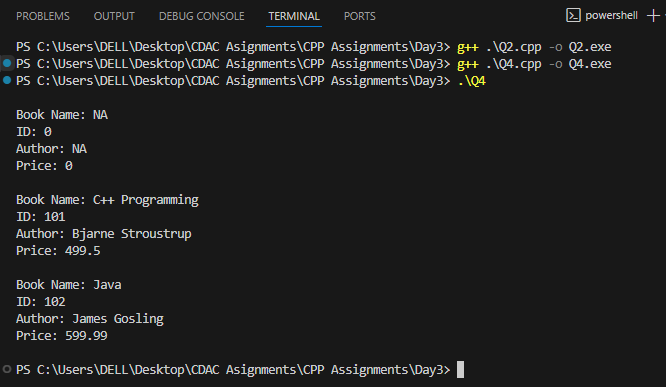 PROBLEMS OUTPUT DEBUG CONSOLE TERMINAL PORTS powershell
PS C:\Users\DELL\Desktop\CDAC Asignments\CPP Assignments\Day3> g++ .\Q2.cpp -o Q2.exe
PS C:\Users\DELL\Desktop\CDAC Asignments\CPP Assignments\Day3> g++ .\Q4.cpp -o Q4.exe
PS C:\Users\DELL\Desktop\CDAC Asignments\CPP Assignments\Day3> .\Q4
Book Name: NA
ID: 0
Author: NA
Price: 0
Book Name: C++ Programming
ID: 101
Author: Bjarne Stroustrup
Price: 499.5
Book Name: Java
ID: 102
Author: James Gosling
Price: 599.99
PS C:\Users\DELL\Desktop\CDAC Asignments\CPP Assignments\Day3>